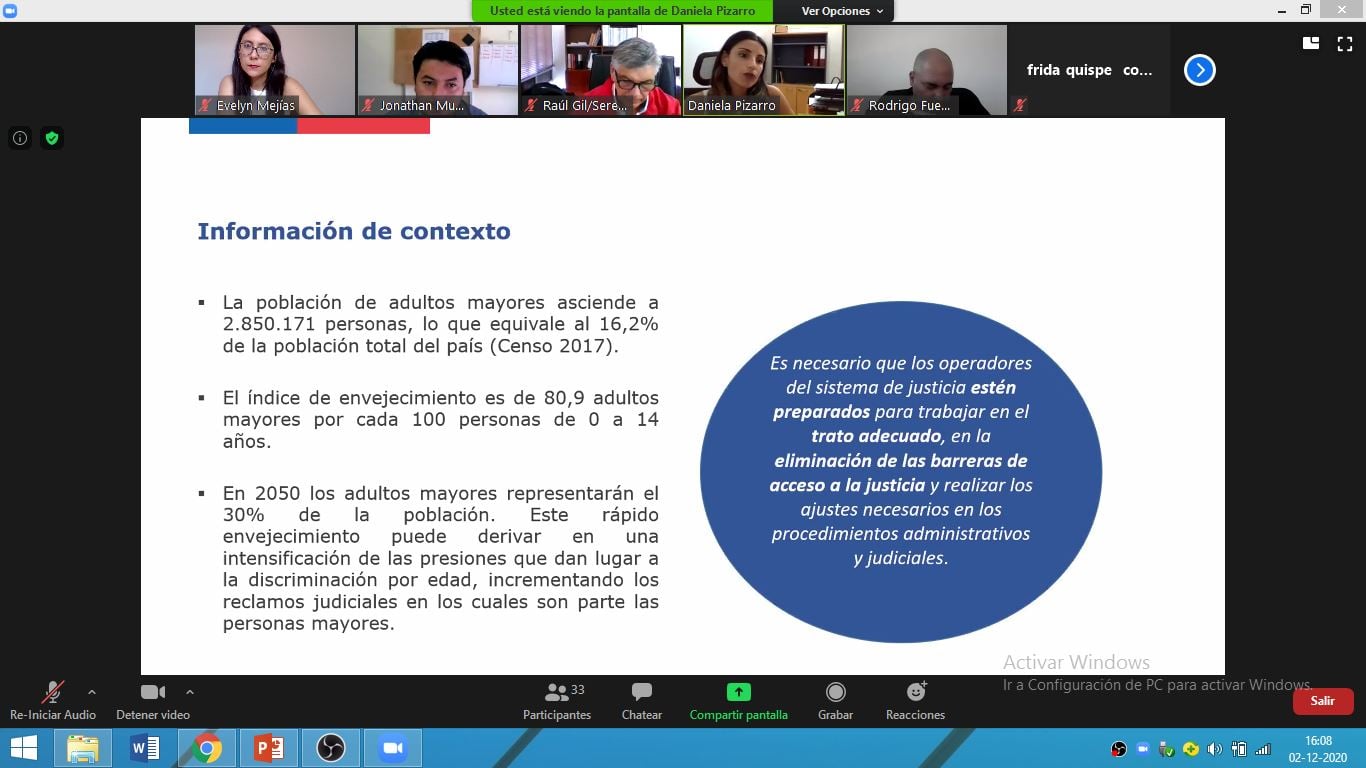 Usted está viendo la pantalla de Daniela Pizarro
Ver Opciones
Evelyn Mejías
Jonathan Mu...
Raúl Gil/Sere...
Daniela Pizarro
Rodrigo Fue...
frida quispe co...
Información de contexto
▪ La población de adultos mayores asciende a
2.850.171 personas, lo que equivale al 16,2%
de la población total del país (Censo 2017).
▪ El índice de envejecimiento es de 80,9 adultos
mayores por cada 100 personas de 0 a 14
años.
▪ En 2050 los adultos mayores representarán el
30% de la población. Este rápido
envejecimiento puede derivar en una
intensificación de las presiones que dan lugar a
la discriminación por edad, incrementando los
reclamos judiciales en los cuales son parte las
personas mayores.
Es necesario que los operadores
del sistema de justicia estén
preparados para trabajar en el
trato adecuado, en la
eliminación de las barreras de
acceso a la justicia y realizar los
ajustes necesarios en los
procedimientos administrativos
y judiciales.
Activar Windows
Ir a Configuración de PC para activar Windows.
Re-Iniciar Audio
Detener video
33
Participantes
Chatear
Compartir pantalla
Grabar
Reacciones
Salir
16:08
02-12-2020